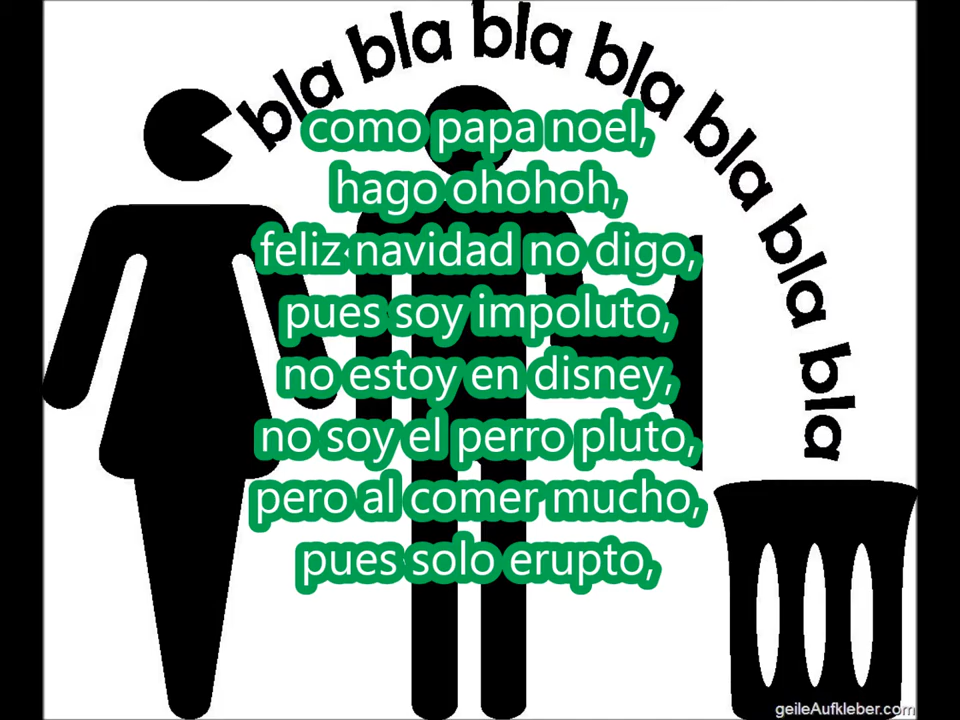 bla bla bla bla bla bla bla
como papa noel,
hago ohohoh,
feliz navidad no digo,
pues soy impoluto,
no estoy en disney,
no soy el perro pluto,
pero al comer mucho,
pues solo erupto,
geileAufkleber.com